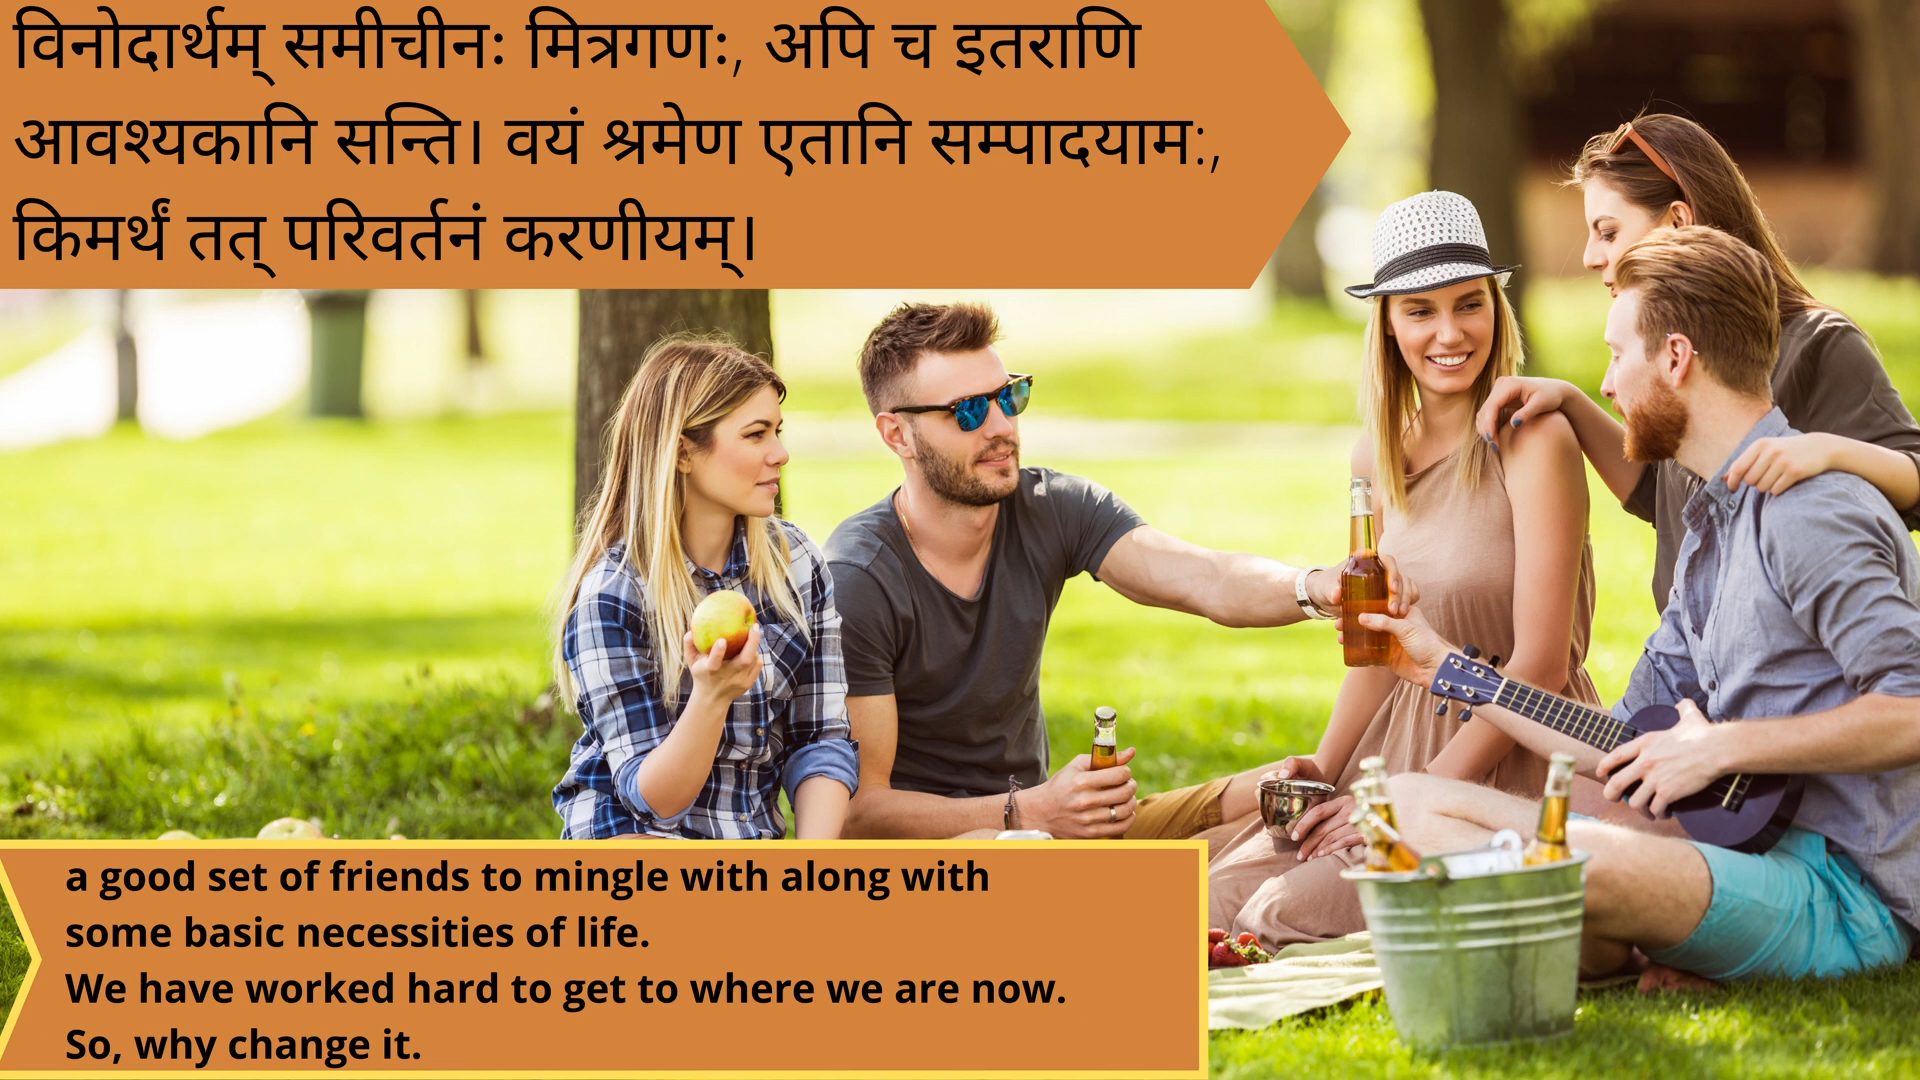 विनोदार्थम् समीचीनः मित्रगणः, अपि च इतराणि
आवश्यकानि सन्ति। वयं श्रमेण एतानि सम्पादयाम:,
किमर्थं तत् परिवर्तनं करणीयम्।
a good set of friends to mingle with along with
some basic necessities of life.
We have worked hard to get to where we are now.
So, why change it.